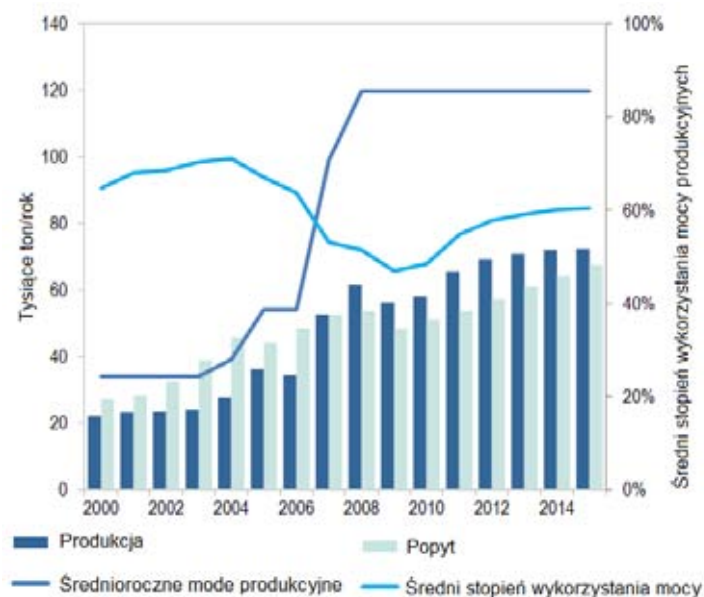 140
120
100
80
60
40
20
0
Tysiące ton/rok
100%
80%
60%
40%
20%
0%
Średni stopień wykorzystania mocy produkcyjnych
2000 2002 2004 2006 2008 2010 2012 2014
Produkcja Popyt
Średnioroczne mode produkcyjne Średni stopień wykorzystania mocy